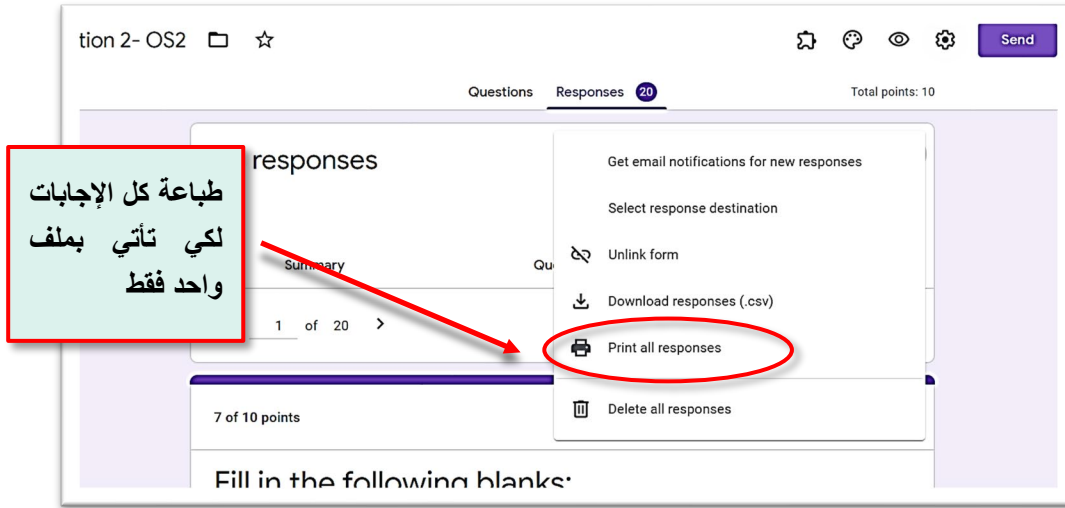 tion 2- OS2
Send
Questions
Responses 20
Total points: 10
responses
Get email notifications for new responses
Select response destination
Unlink form
Download responses (.csv)
Print all responses
Delete all responses
طباعة كل الإجابات
لكي تأتي بملف
واحد فقط
Summary
Qu
1 of 20
7 of 10 points
Fill in the following blanks: